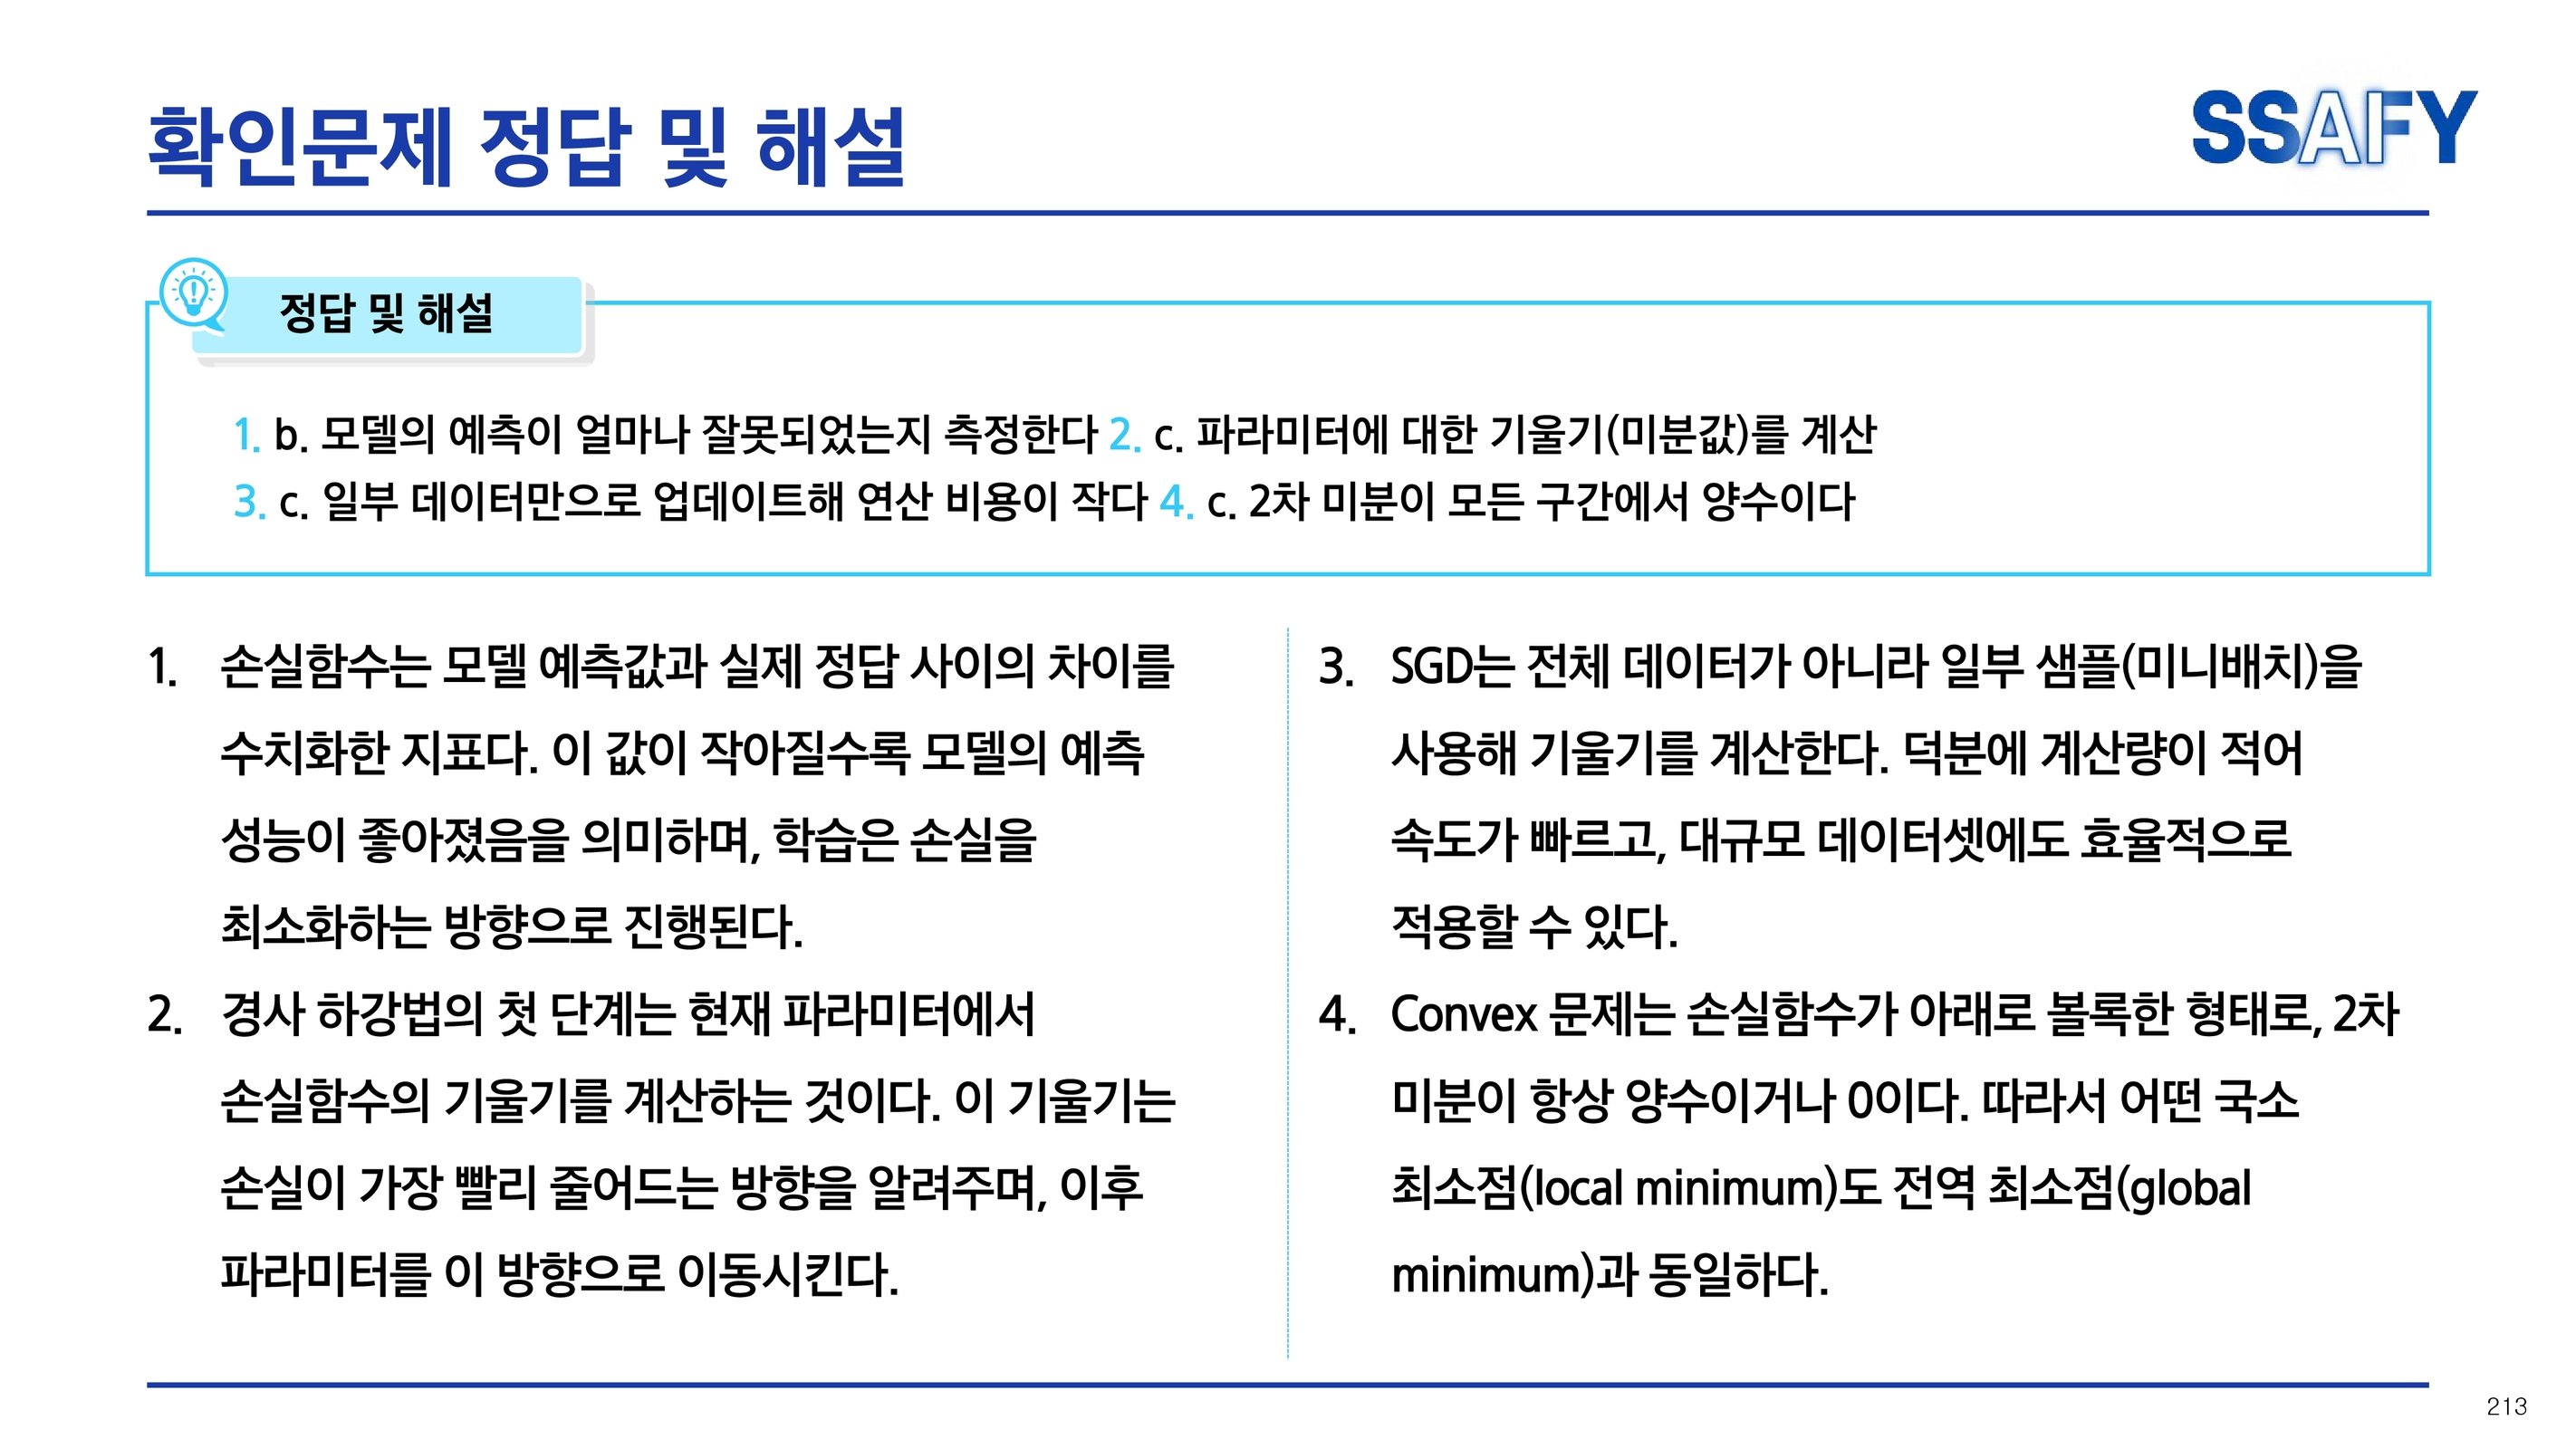 확인문제 정답 및 해설
SSAFY
정답 및 해설
1. b. 모델의 예측이 얼마나 잘못되었는지 측정한다 2. c. 파라미터에 대한 기울기(미분값)를 계산
3. c. 일부 데이터만으로 업데이트해 연산 비용이 작다 4. c. 2차 미분이 모든 구간에서 양수이다
1. 손실함수는 모델 예측값과 실제 정답 사이의 차이를
수치화한 지표다. 이 값이 작아질수록 모델의 예측
성능이 좋아졌음을 의미하며, 학습은 손실을
최소화하는 방향으로 진행된다.
2. 경사 하강법의 첫 단계는 현재 파라미터에서
손실함수의 기울기를 계산하는 것이다. 이 기울기는
손실이 가장 빨리 줄어드는 방향을 알려주며, 이후
파라미터를 이 방향으로 이동시킨다.
3. SGD는 전체 데이터가 아니라 일부 샘플(미니배치)을
사용해 기울기를 계산한다. 덕분에 계산량이 적어
속도가 빠르고, 대규모 데이터셋에도 효율적으로
적용할 수 있다.
4. Convex 문제는 손실함수가 아래로 볼록한 형태로, 2차
미분이 항상 양수이거나 0이다. 따라서 어떤 국소
최소점(local minimum)도 전역 최소점(global
minimum)과 동일하다.
213